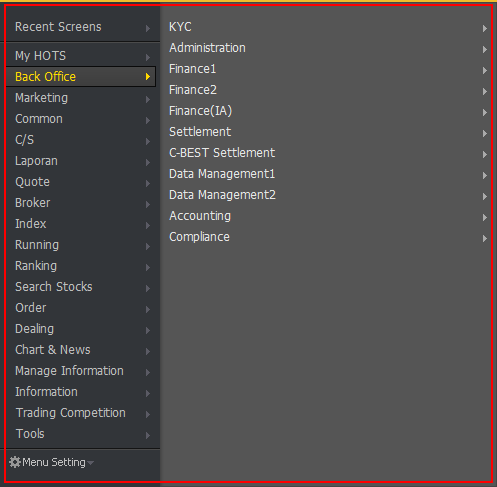 Recent Screens
My HOTS
Back Office
Marketing
Common
C/S
Laporan
Quote
Broker
Index
Running
Ranking
Search Stocks
Order
Dealing
Chart & News
Manage Information
Information
Trading Competition
Tools
Menu Setting
KYC
Administration
Finance1
Finance2
Finance(IA)
Settlement
C-BEST Settlement
Data Management1
Data Management2
Accounting
Compliance